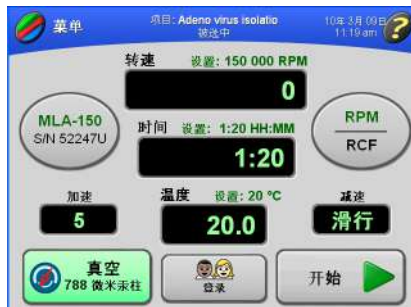 菜单
项目: Adeno virus isolatio
被选中
10年 3月 09日
11:19 am
转速 设置: 150 000 RPM
0
MLA-150
S/N 52247U
时间 设置: 1:20 HH:MM
1:20
RPM
RCF
加速
5
温度 设置: 20 °C
20.0
减速
滑行
真空
788 微米汞柱
登录
开始